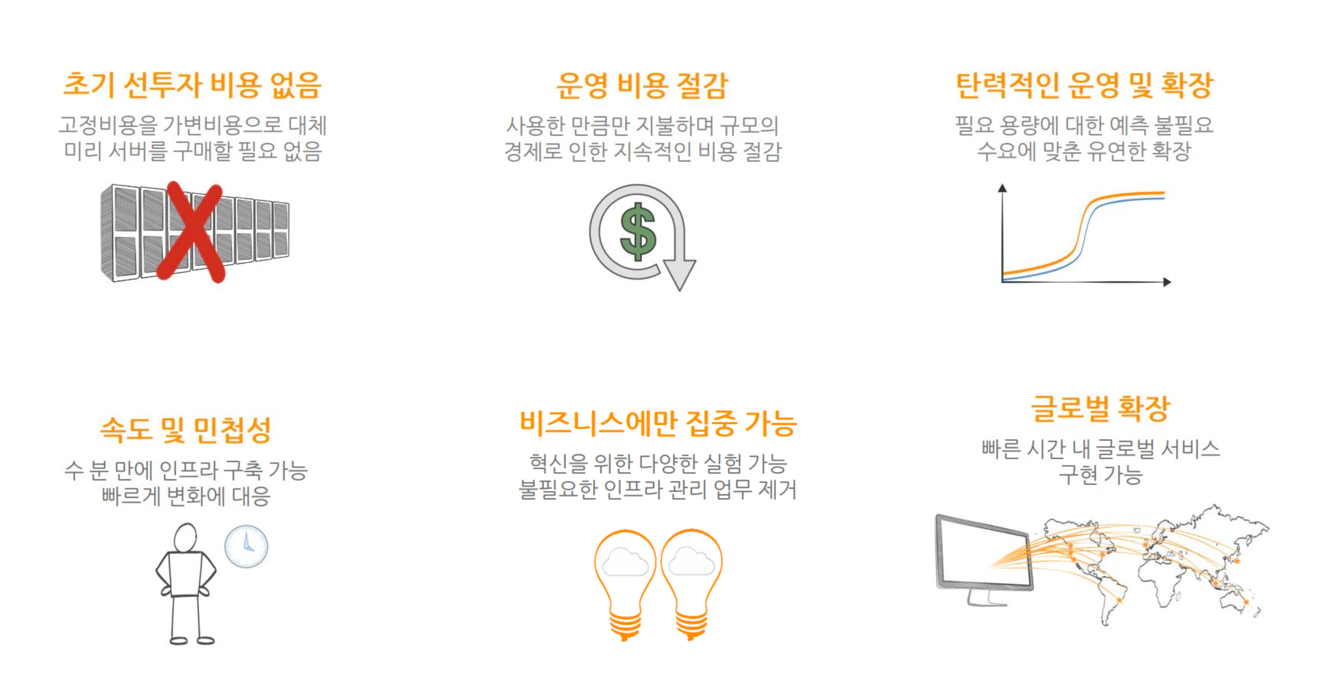 초기 선투자 비용 없음
고정비용을 가변비용으로 대체
미리 서버를 구매할 필요 없음
운영 비용 절감
사용한 만큼만 지불하며 규모의
경제로 인한 지속적인 비용 절감
탄력적인 운영 및 확장
필요 용량에 대한 예측 불필요
수요에 맞춘 유연한 확장
속도 및 민첩성
수 분 만에 인프라 구축 가능
빠르게 변화에 대응
비즈니스에만 집중 가능
혁신을 위한 다양한 실험 가능
불필요한 인프라 관리 업무 제거
글로벌 확장
빠른 시간 내 글로벌 서비스
구현 가능
$